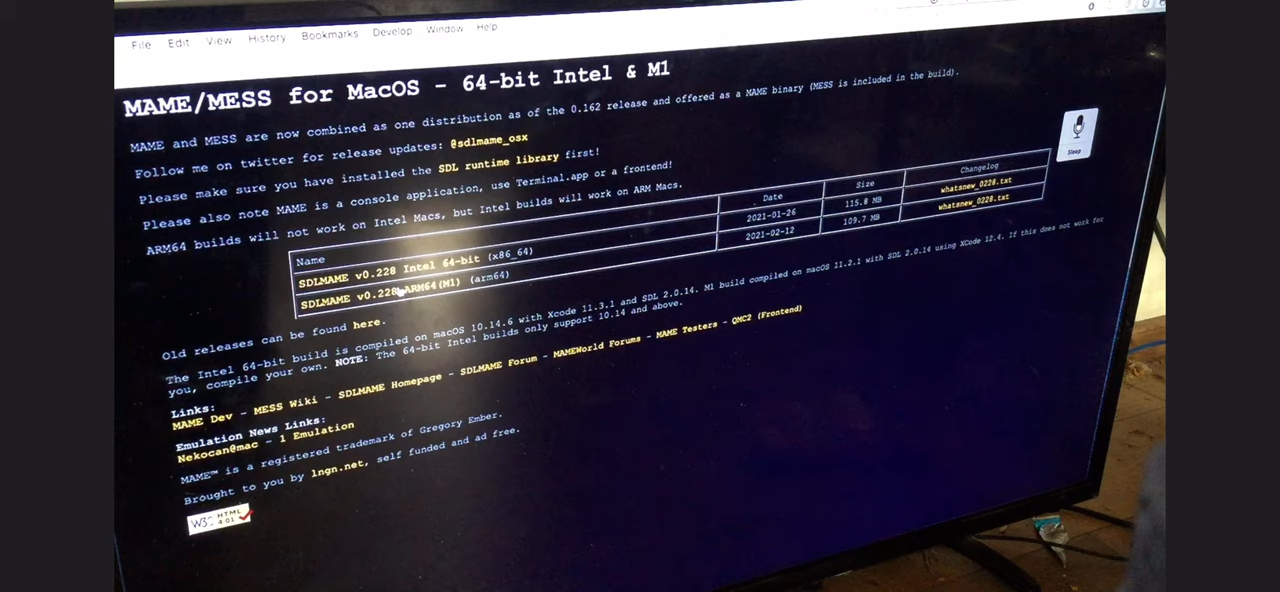 File Edit View History Bookmarks Develop Window Help
MAME/MESS for MacOS - 64-bit Intel & M1
MAME and MESS are now combined as one distribution as of the 0.162 release and offered as a MAME binary (MESS is included in the build).
Follow me on twitter for release updates: @sdlmame_osx
Please make sure you have installed the SDL runtime library first!
Please also note MAME is a console application, use Terminal.app or a frontend!
ARM64 builds will not work on Intel Macs, but Intel builds will work on ARM Macs.
Sleep
Name Date Size Changelog
SDLMAME v0.228 Intel 64-bit (x86_64) 2021-01-26 115.8 MB whatsnew_0228.txt
SDLMAME v0.228 ARM64(M1) (arm64) 2021-02-12 109.7 MB whatsnew_0228.txt
Old releases can be found here.
The Intel 64-bit build is compiled on macOS 10.14.6 with Xcode 11.3.1 and SDL 2.0.14. M1 build compiled on macOS 11.2.1 with SDL 2.0.14 using XCode 12.4. If this does not work for
you, compile your own. NOTE: The 64-bit Intel builds only support 10.14 and above.
Links:
MAME Dev - MESS Wiki - SDLMAME Homepage - SDLMAME Forum - MAMEWorld Forums - MAME Testers - QMC2 (Frontend)
Emulation News Links:
Nekocan@mac - 1 Emulation
MAME™ is a registered trademark of Gregory Ember.
Brought to you by lngn.net, self funded and ad free.
W3C HTML
4.01